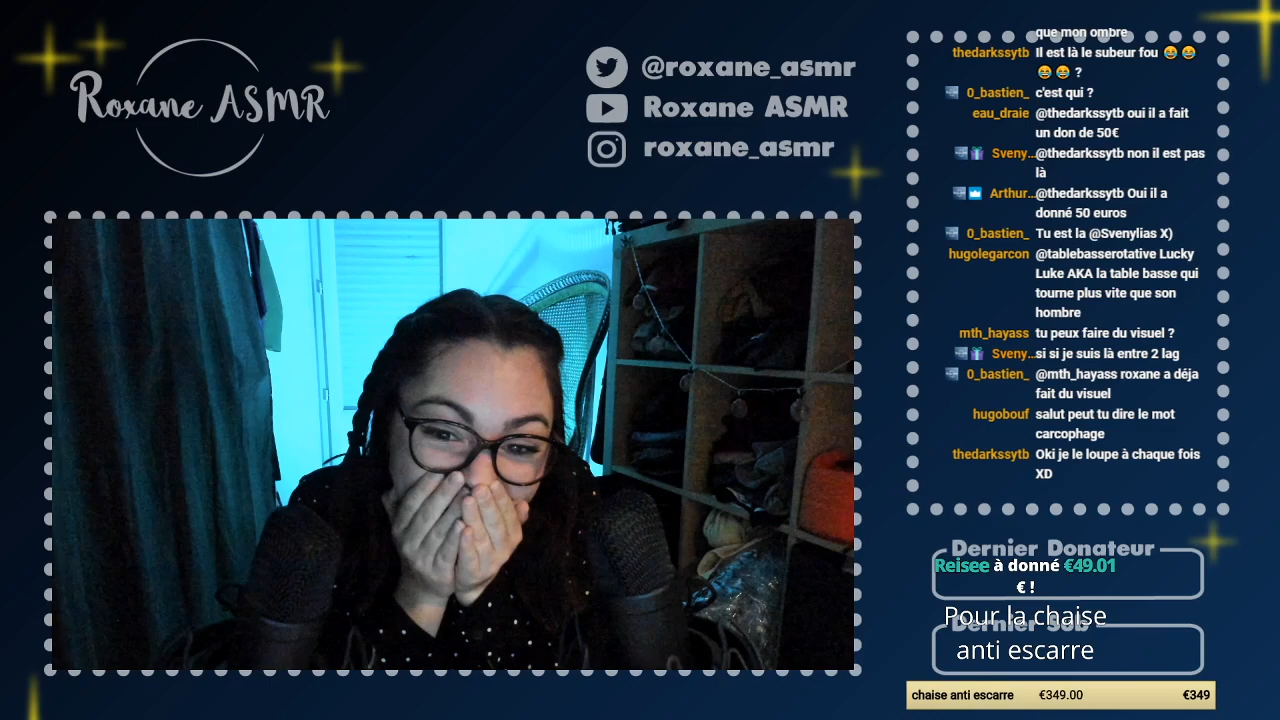 Roxane ASMR
@roxane_asmr
Roxane ASMR
roxane_asmr
que mon ombre
thedarkssytb Il est là le subeur fou 😂 😂
😂 😂 ?
0_bastien_ c'est qui ?
eau_draie @thedarkssytb oui il a fait
un don de 50€
Sveny... @thedarkssytb non il est pas
là
Arthur... @thedarkssytb Oui il a
donné 50 euros
0_bastien_ Tu est la @Svenylias X)
hugolegarcon @tablebasserotative Lucky
Luke AKA la table basse qui
tourne plus vite que son
hombre
mth_hayass tu peux faire du visuel ?
Sveny... si si je suis là entre 2 lag
0_bastien_ @mth_hayass roxane a déja
fait du visuel
hugobouf salut peut tu dire le mot
carcophage
thedarkssytb Oki je le loupe à chaque fois
XD
Dernier Donateur
Reisee à donné €49.01
€ !
Pour la chaise
Dernier Sub
anti escarre
chaise anti escarre €349.00 €349